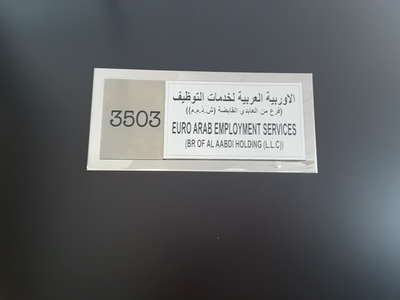 3503
الاوربية العربية لخدمات التوظيف
(فرع من العابدي القابضة (ش.ذ.م.م))
EURO ARAB EMPLOYMENT SERVICES
(BR OF AL AABDI HOLDING (L.L.C))